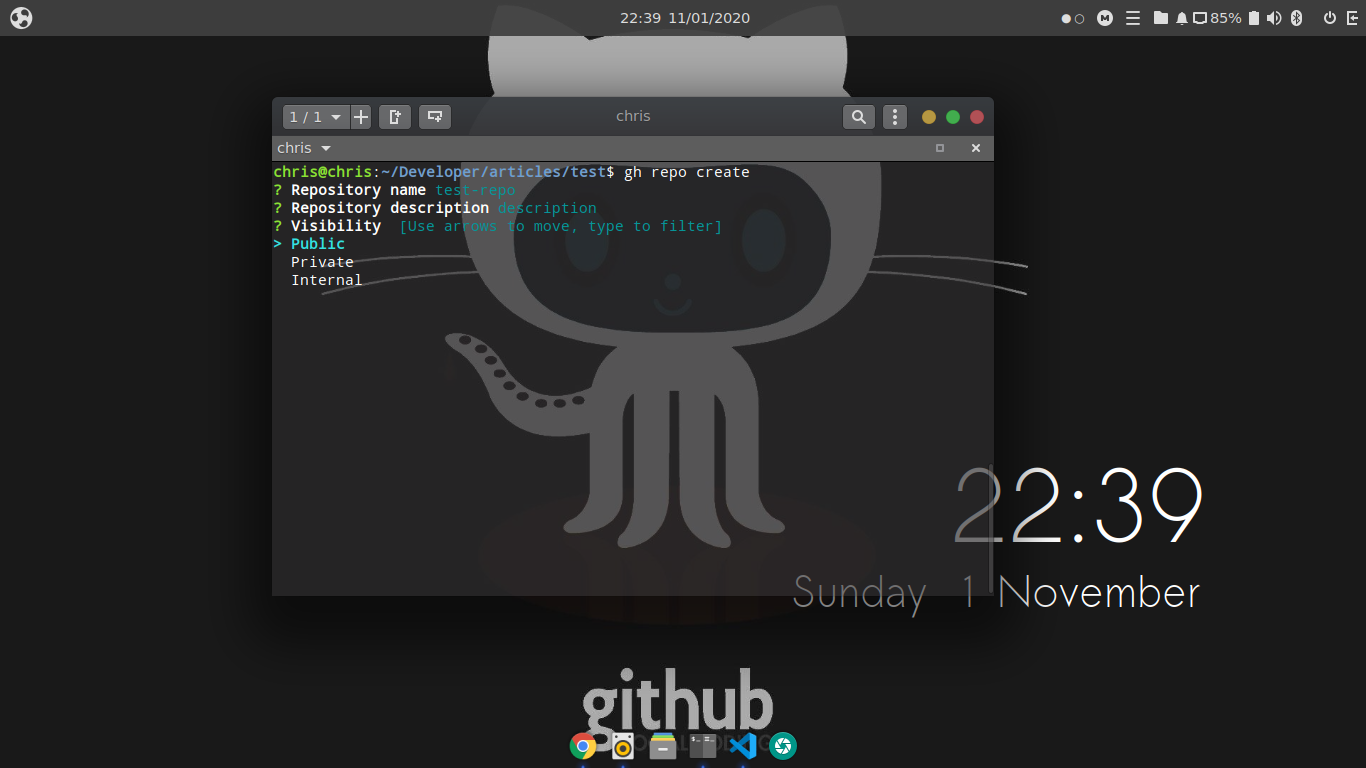 22:39 11/01/2020
85%
1 / 1
chris
chris
chris@chris:~/Developer/articles/test$ gh repo create
? Repository name test-repo
? Repository description description
? Visibility [Use arrows to move, type to filter]
> Public
Private
Internal
22:39
Sunday 1 November
github